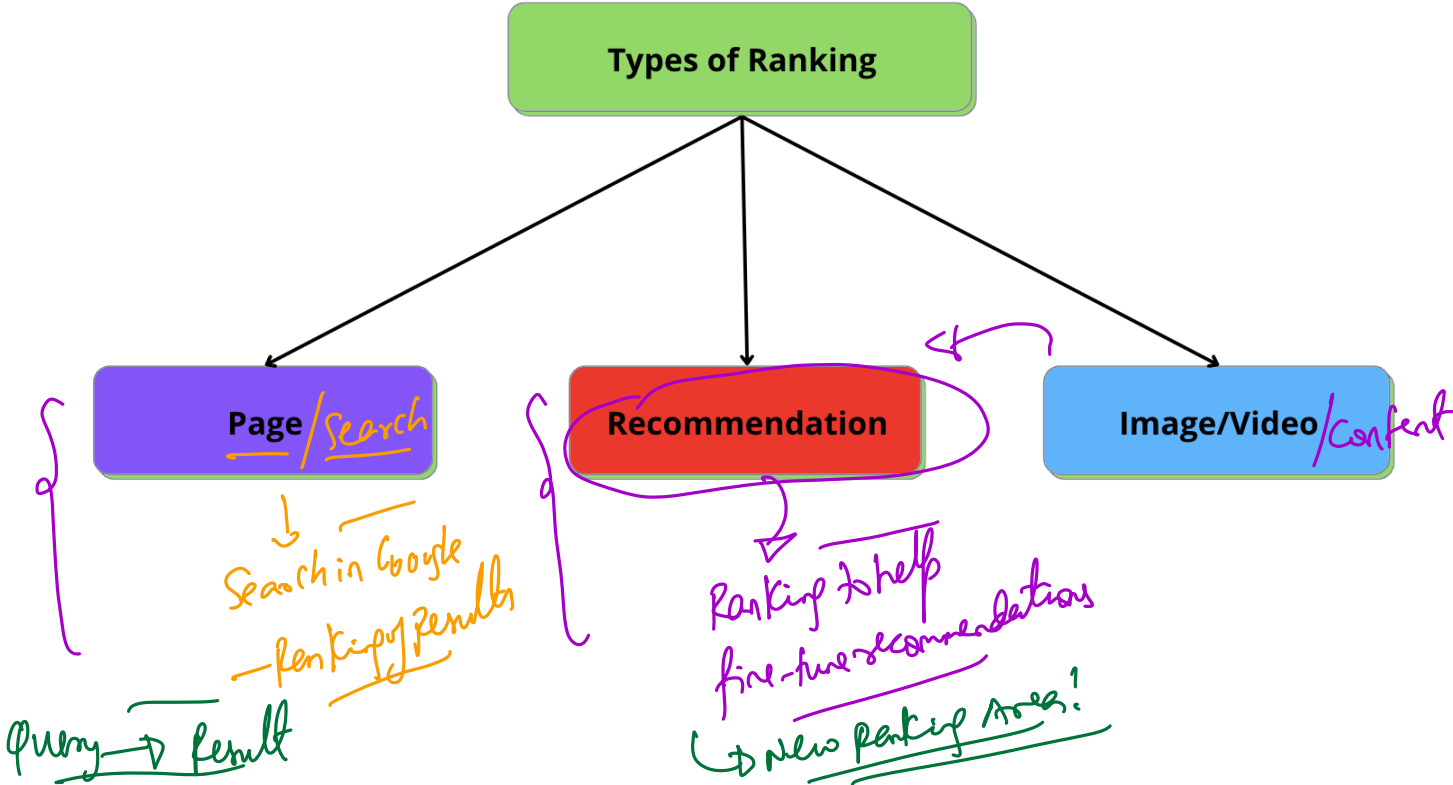 Types of Ranking
Page/Search
Recommendation
Image/Video/Content
Search in Google
- Ranking of Results
Query → Result
Ranking to help
fine-tune recommendations
↳ New Ranking Area!